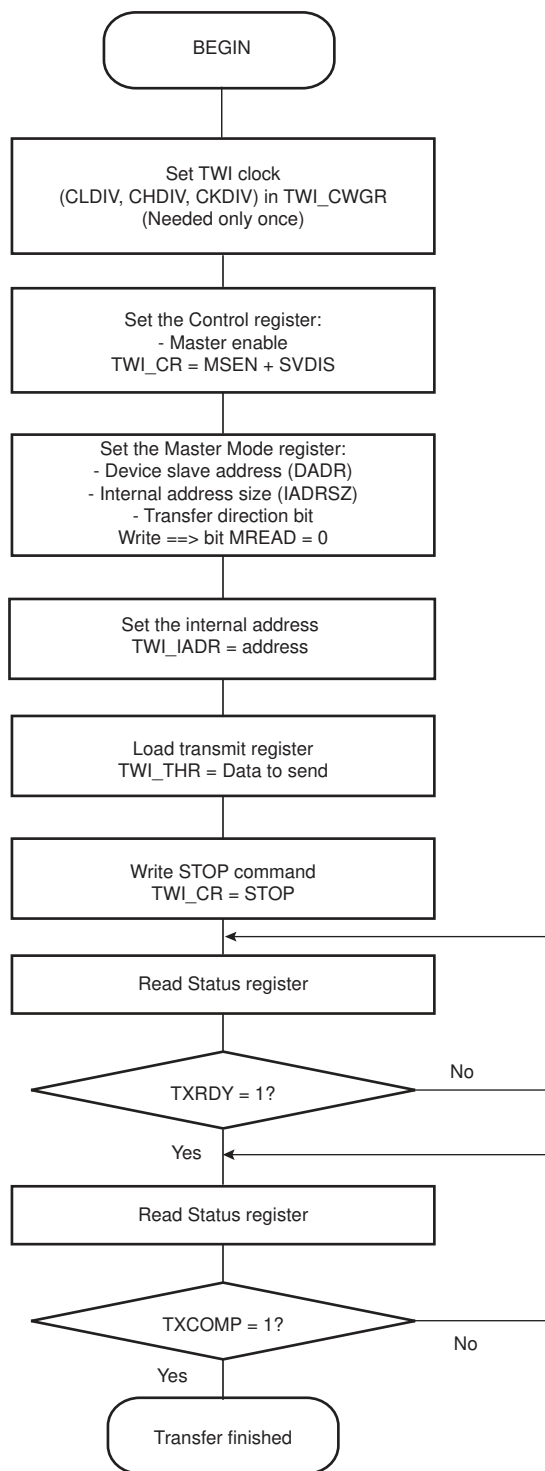 BEGIN
Set TWI clock
(CLDIV, CHDIV, CKDIV) in TWI_CWGR
(Needed only once)
Set the Control register:
- Master enable
TWI_CR = MSEN + SVDIS
Set the Master Mode register:
- Device slave address (DADR)
- Internal address size (IADRSZ)
- Transfer direction bit
Write ==> bit MREAD = 0
Set the internal address
TWI_IADR = address
Load transmit register
TWI_THR = Data to send
Write STOP command
TWI_CR = STOP
Read Status register
No
TXRDY = 1?
Yes
Read Status register
TXCOMP = 1?
No
Yes
Transfer finished